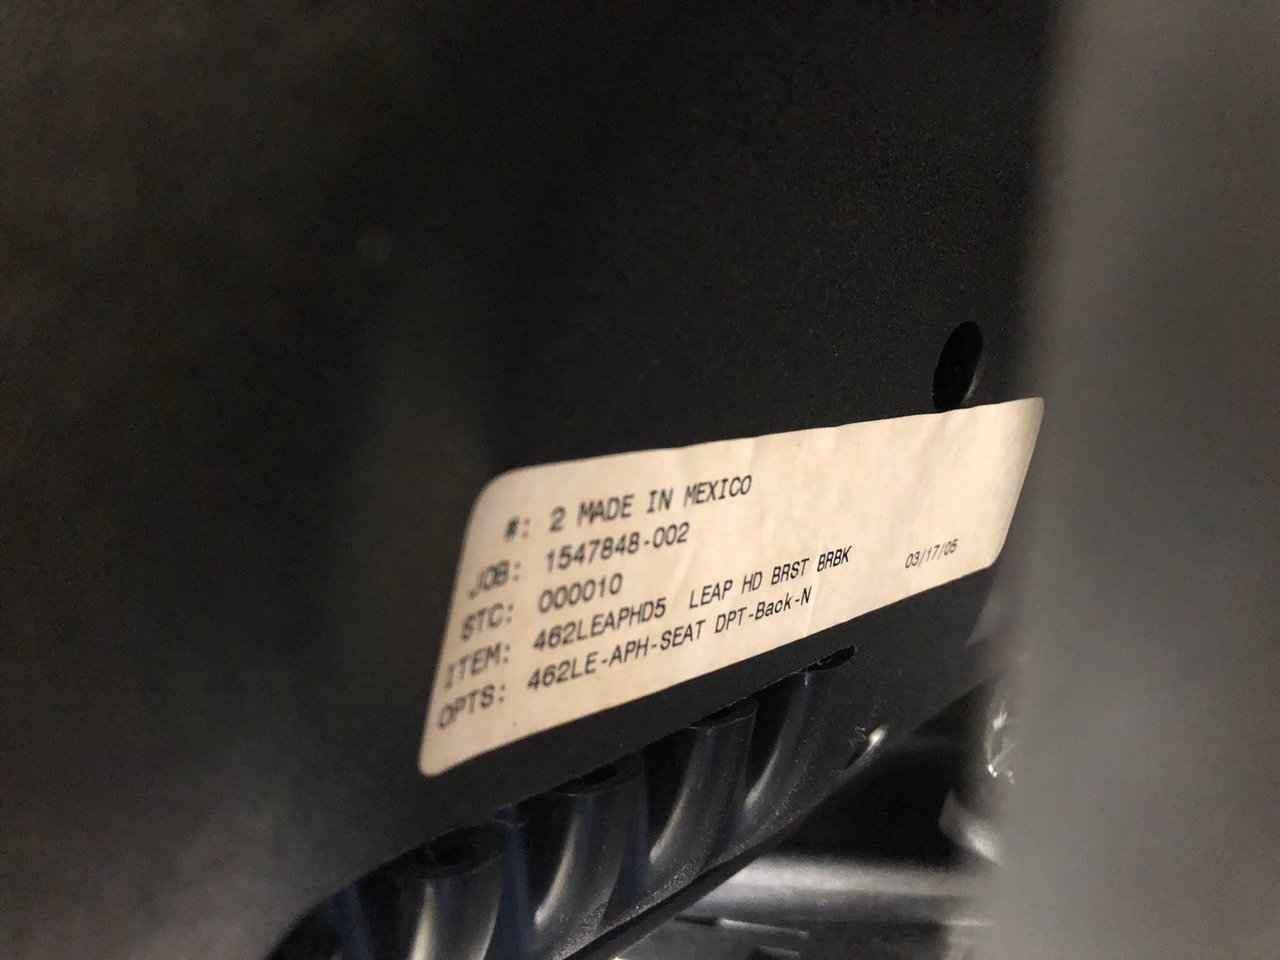 #: 2 MADE IN MEXICO
JOB: 1547848-002
STC: 000010
ITEM: 462LEAPHD5 LEAP HD BRST BRBK 03/17/05
OPTS: 462LE-APH-SEAT DPT-Back-N